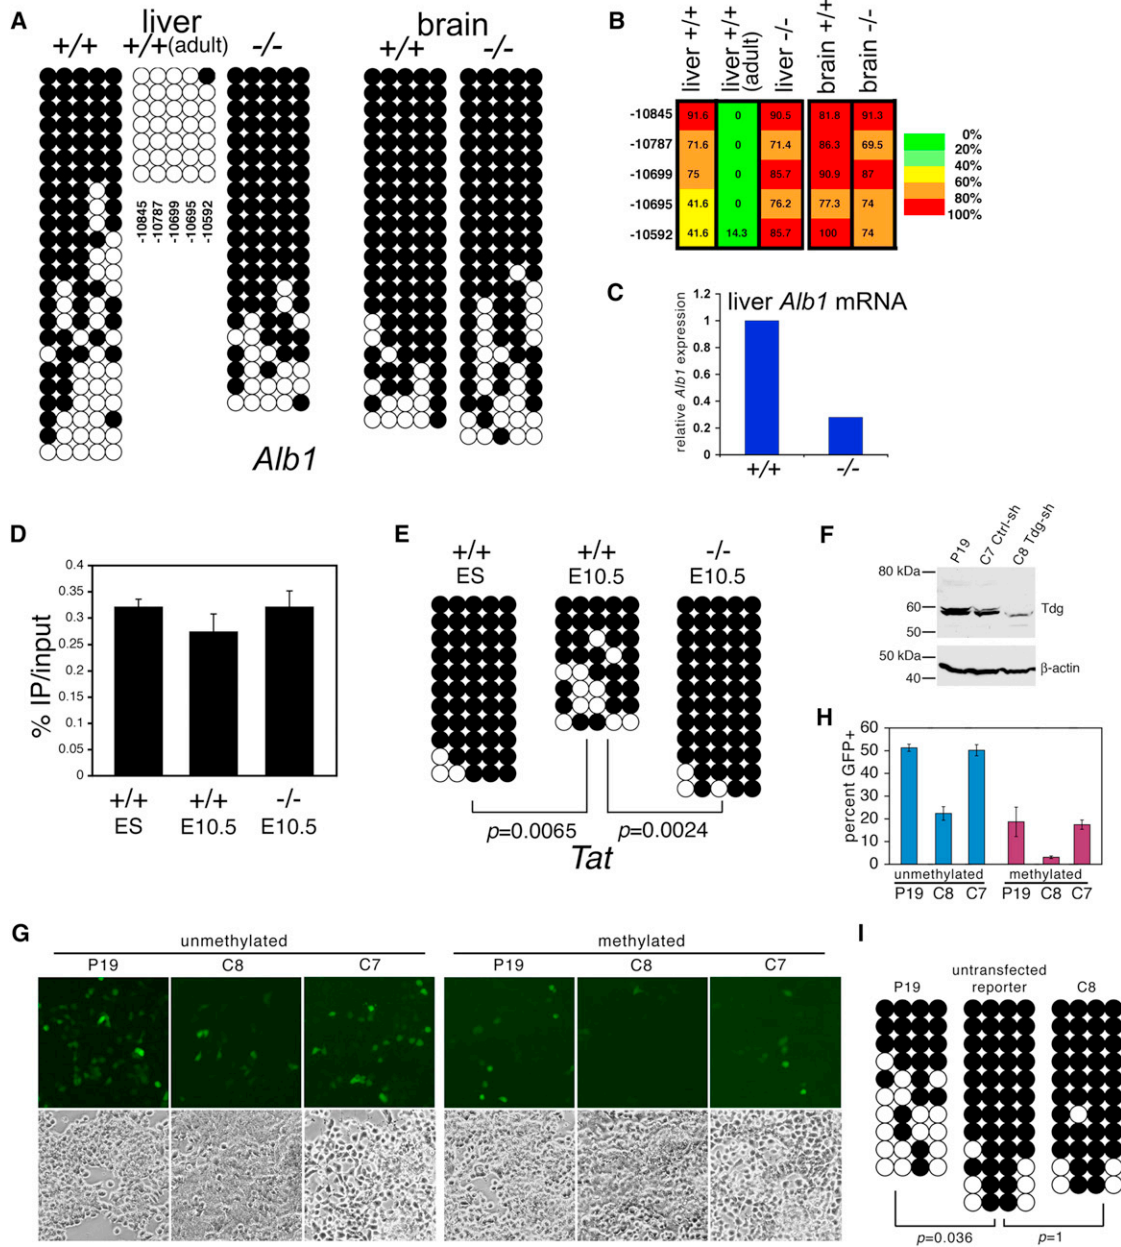 A
liver
brain
+/+ +/+(adult) -/-
+/+ -/-
-10845
-10787
-10699
-10695
-10592
Alb1
B
liver +/+
liver +/+ (adult)
liver -/-
brain +/+
brain -/-
-10845 91.6 0 90.5 81.8 91.3
-10787 71.6 0 71.4 86.3 69.5
-10699 75 0 85.7 90.9 87
-10695 41.6 0 76.2 77.3 74
-10592 41.6 14.3 85.7 100 74
0%
20%
40%
60%
80%
100%
C
liver Alb1 mRNA
relative Alb1 expression
1.2
1
0.8
0.6
0.4
0.2
0
+/+ -/-
D
% IP/input
0.4
0.35
0.3
0.25
0.2
0.15
0.1
0.05
0
+/+ +/+ -/-
ES E10.5 E10.5
E
+/+ +/+ -/-
ES E10.5 E10.5
p=0.0065 p=0.0024
Tat
F
P19
C7 Ctrl-sh
C8 Tdg-sh
80 kDa
60
50
Tdg
50 kDa
40
β-actin
H
percent GFP+
60
50
40
30
20
10
0
unmethylated methylated
P19 C8 C7 P19 C8 C7
G
unmethylated methylated
P19 C8 C7 P19 C8 C7
I
untransfected
P19 reporter C8
p=0.036 p=1